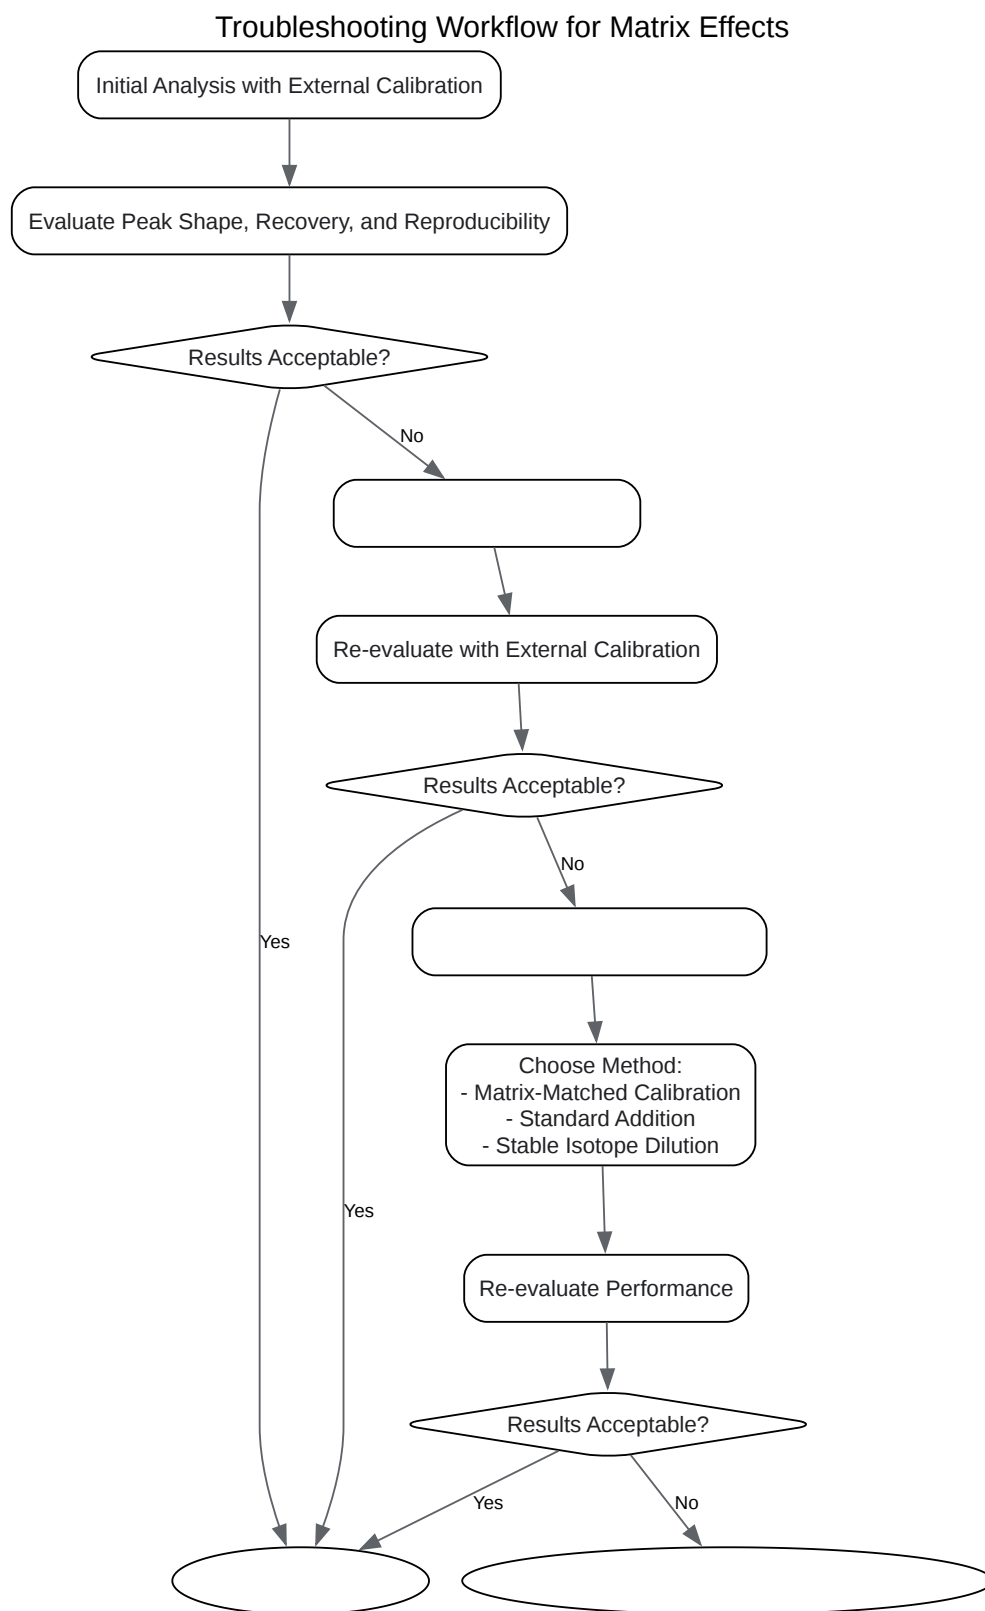 Troubleshooting Workflow for Matrix Effects
Initial Analysis with External Calibration
Evaluate Peak Shape, Recovery, and Reproducibility
Results Acceptable?
No
Re-evaluate with External Calibration
Results Acceptable?
No
Yes
Choose Method:
- Matrix-Matched Calibration
- Standard Addition
- Stable Isotope Dilution
Yes
Re-evaluate Performance
Results Acceptable?
Yes
No